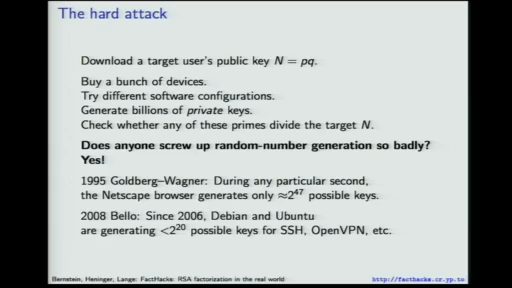 The hard attack
Download a target user's public key N = pq.
Buy a bunch of devices.
Try different software configurations.
Generate billions of private keys.
Check whether any of these primes divide the target N.
Does anyone screw up random-number generation so badly?
Yes!
1995 Goldberg–Wagner: During any particular second,
the Netscape browser generates only ≈2^47 possible keys.
2008 Bello: Since 2006, Debian and Ubuntu
are generating <2^20 possible keys for SSH, OpenVPN, etc.
Bernstein, Heninger, Lange: FactHacks: RSA factorization in the real world
http://facthacks.cr.yp.to